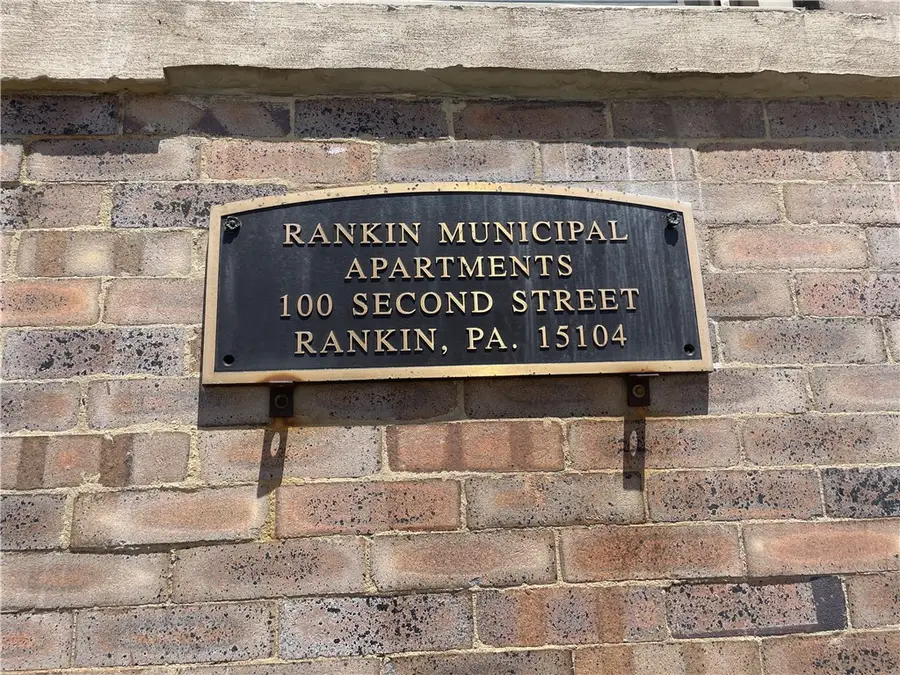 RANKIN MUNICIPAL
APARTMENTS
100 SECOND STREET
RANKIN, PA. 15104